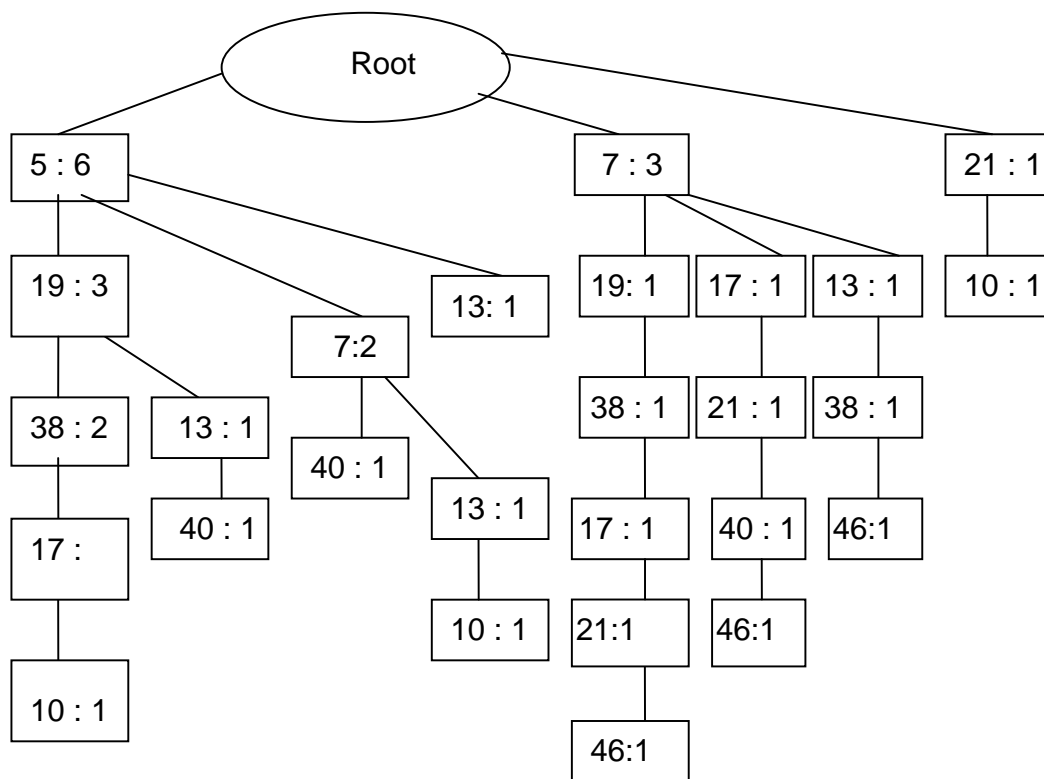 Root
5 : 6
7 : 3
21 : 1
19 : 3
13: 1
19: 1
17 : 1
13 : 1
10 : 1
7:2
38 : 2
13 : 1
38 : 1
21 : 1
38 : 1
40 : 1
13 : 1
17 :
40 : 1
17 : 1
40 : 1
46:1
10 : 1
21:1
46:1
10 : 1
46:1